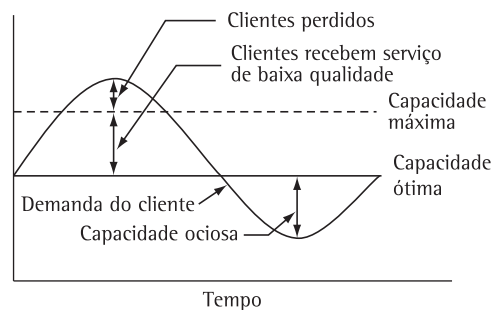 Clientes perdidos
Clientes recebem serviço
de baixa qualidade
Capacidade
máxima
Capacidade
ótima
Demanda do cliente
Capacidade ociosa
Tempo